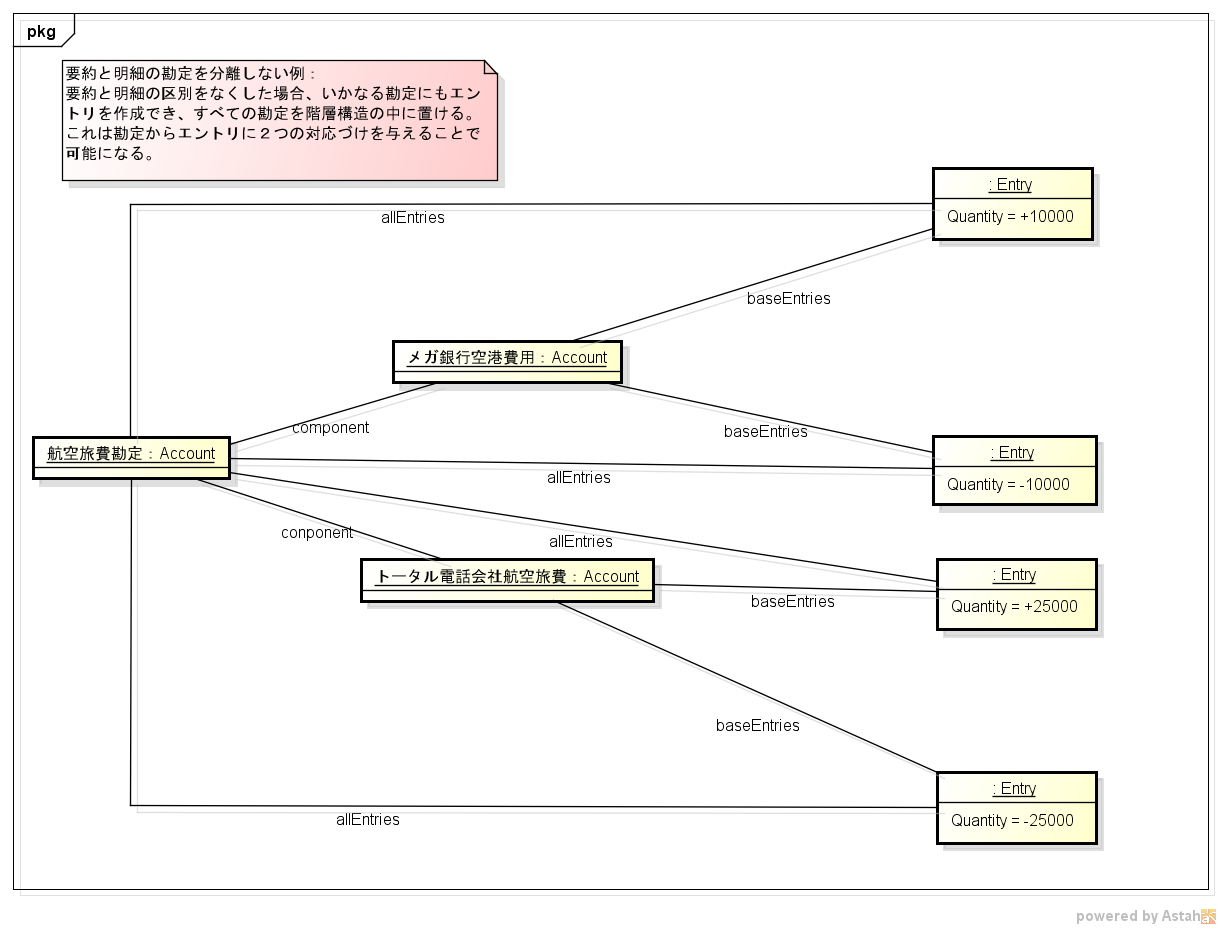 pkg
要約と明細の勘定を分離しない例：
要約と明細の区別をなくした場合、いかなる勘定にもエン
トリを作成でき、すべての勘定を階層構造の中に置ける。
これは勘定からエントリに２つの対応づけを与えることで
可能になる。
: Entry
Quantity = +10000
allEntries
baseEntries
メガ銀行空港費用 : Account
component
baseEntries
航空旅費勘定 : Account
: Entry
Quantity = -10000
allEntries
conponent
allEntries
トータル電話会社航空旅費 : Account
baseEntries
: Entry
Quantity = +25000
baseEntries
: Entry
Quantity = -25000
allEntries
powered by Astah